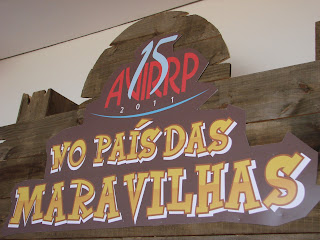 15
AVIRRP
2011
NO PAÍS DAS
MARAVILHAS